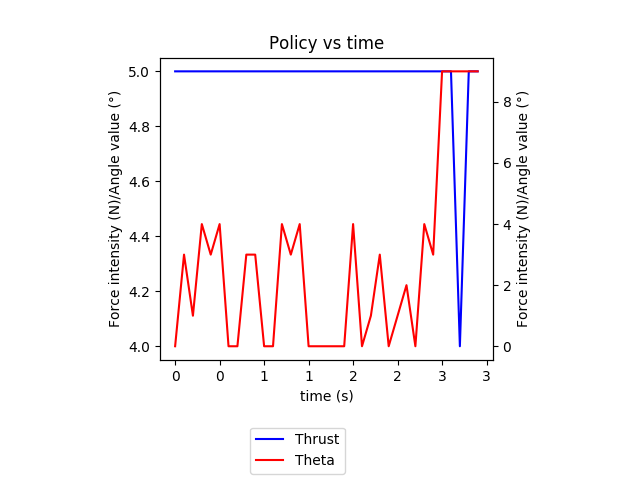 Policy vs time
Force intensity (N)/Angle value (°)
5.0
4.8
4.6
4.4
4.2
4.0
8
6
4
2
0
Force intensity (N)/Angle value (°)
0 0 1 1 2 2 3 3
time (s)
Thrust
Theta